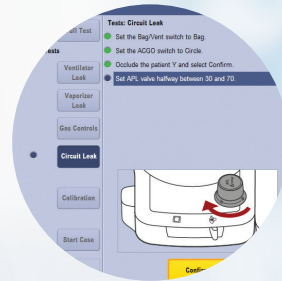 Full Test
Tests: Circuit Leak
Set the Bag/Vent switch to Bag.
Tests
Set the ACGO switch to Circle.
Occlude the patient Y and select Confirm.
Ventilator
Leak
Set APL valve halfway between 30 and 70.
Vaporizer
Leak
Gas Controls
Circuit Leak
Calibration
Start Case